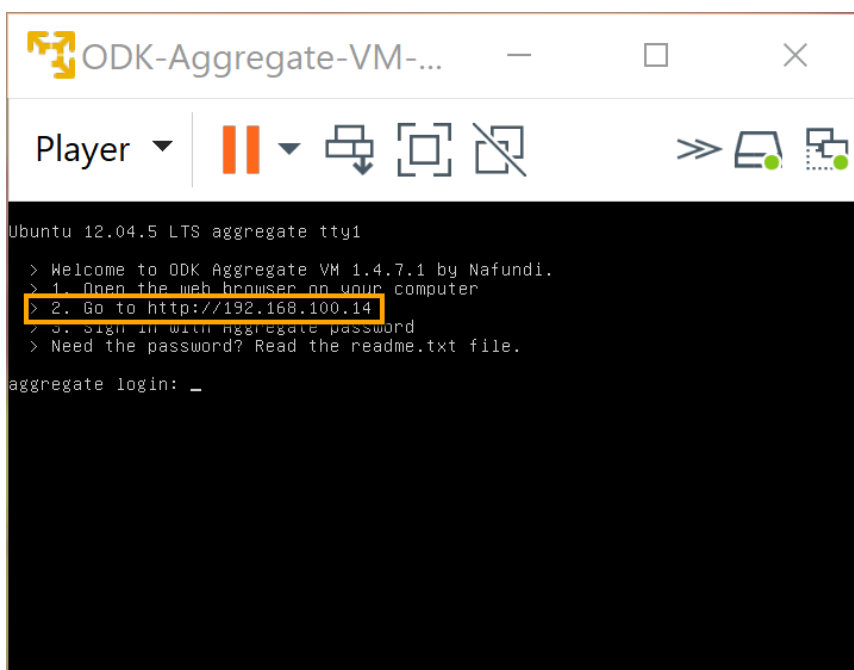 ODK-Aggregate-VM-...
Player
Ubuntu 12.04.5 LTS aggregate tty1
> Welcome to ODK Aggregate VM 1.4.7.1 by Nafundi.
> 1. Open the web browser on your computer
> 2. Go to http://192.168.100.14
> 3. Sign in with Aggregate password
> Need the password? Read the readme.txt file.
aggregate login: _